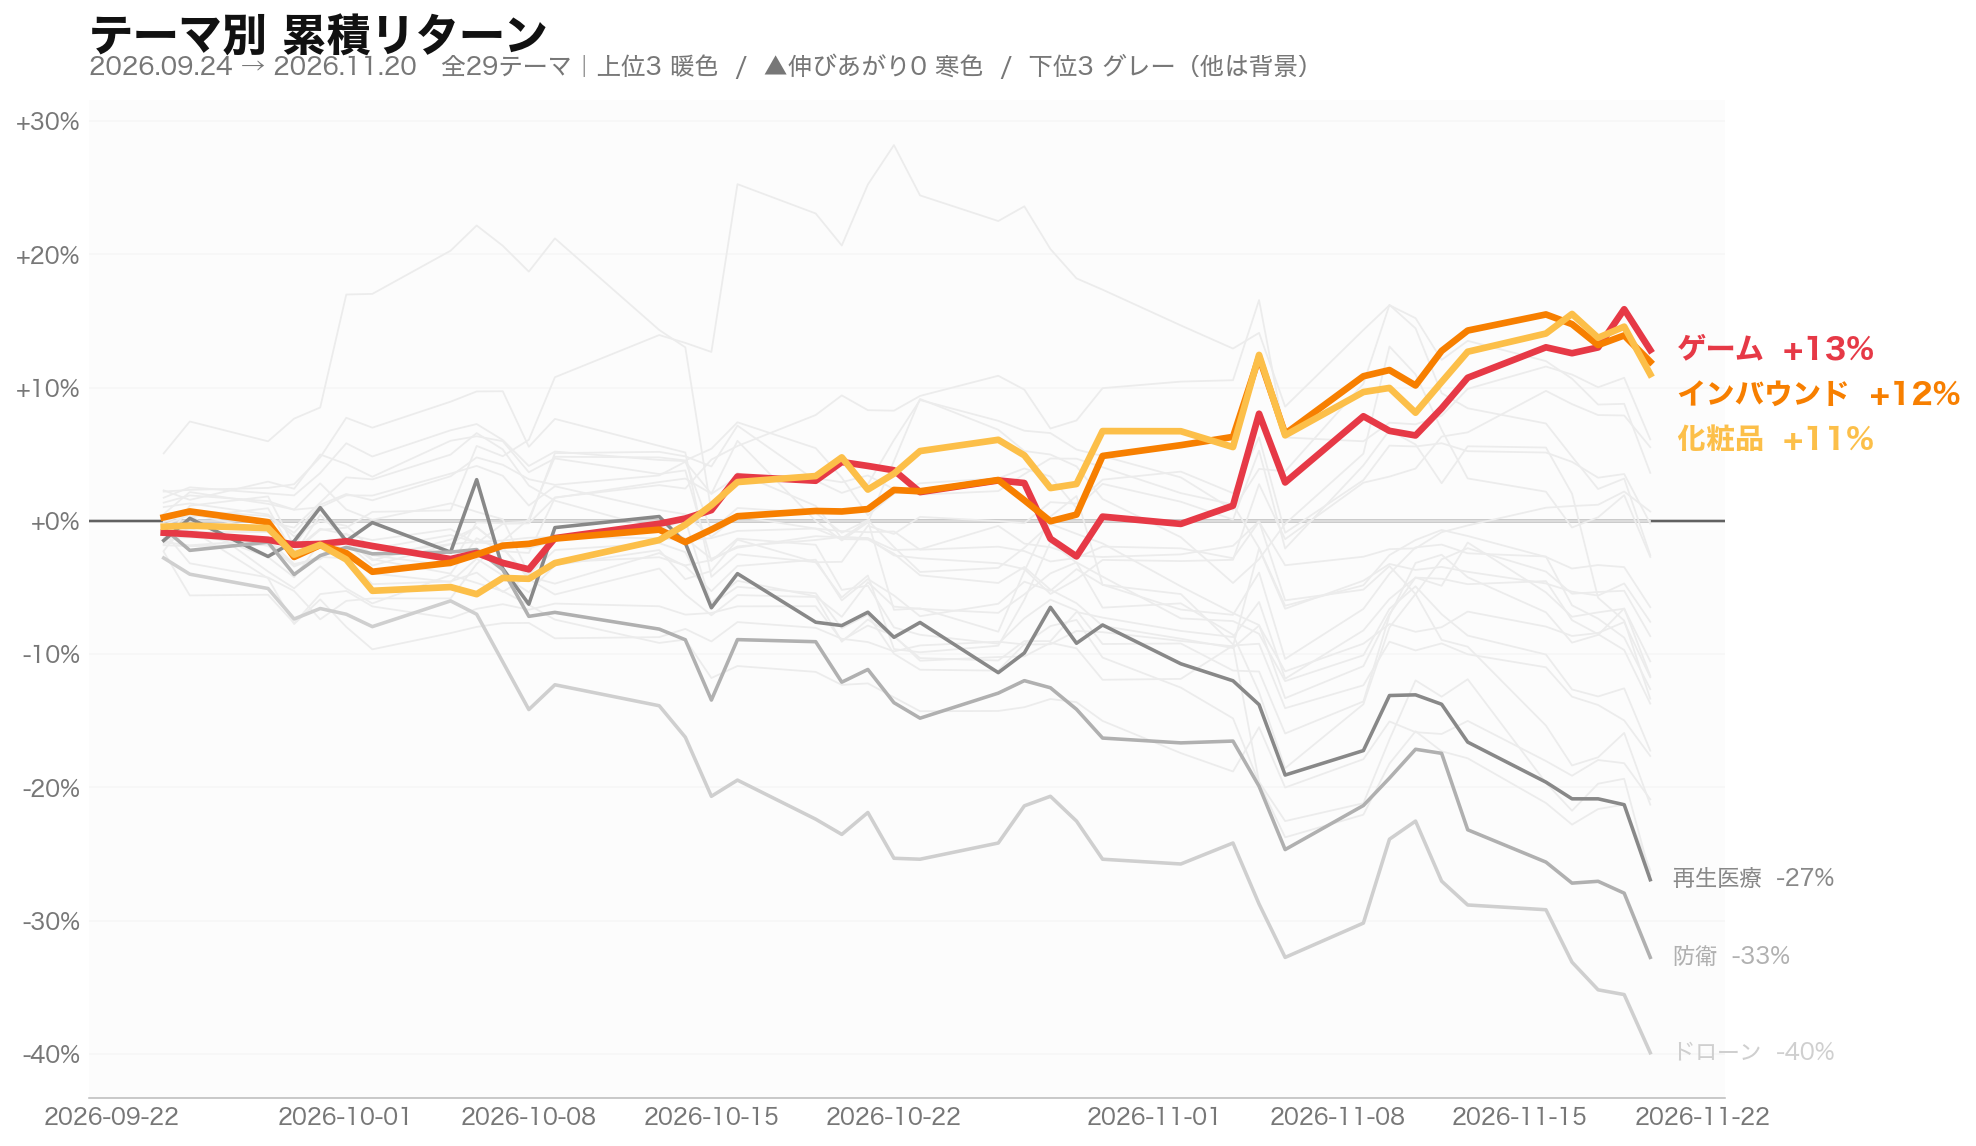 テーマ別 累積リターン
2026.09.24 → 2026.11.20 全29テーマ｜上位3 暖色 / ▲伸びあがり0 寒色 / 下位3 グレー（他は背景）
+30%
+20%
+10%
+0%
-10%
-20%
-30%
-40%
ゲーム +13%
インバウンド +12%
化粧品 +11%
再生医療 -27%
防衛 -33%
ドローン -40%
2026-09-22 2026-10-01 2026-10-08 2026-10-15 2026-10-22 2026-11-01 2026-11-08 2026-11-15 2026-11-22